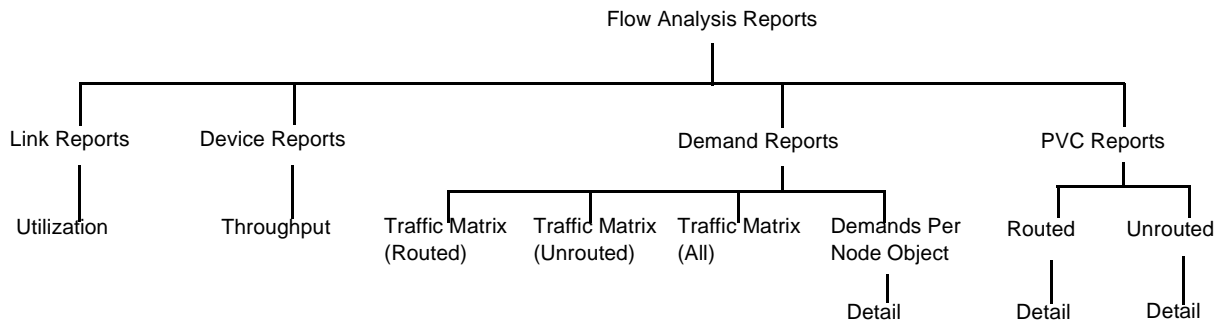 Flow Analysis Reports
Link Reports
Device Reports
Demand Reports
PVC Reports
Utilization
Throughput
Traffic Matrix
(Routed)
Traffic Matrix
(Unrouted)
Traffic Matrix
(All)
Demands Per
Node Object
Routed
Unrouted
Detail
Detail
Detail